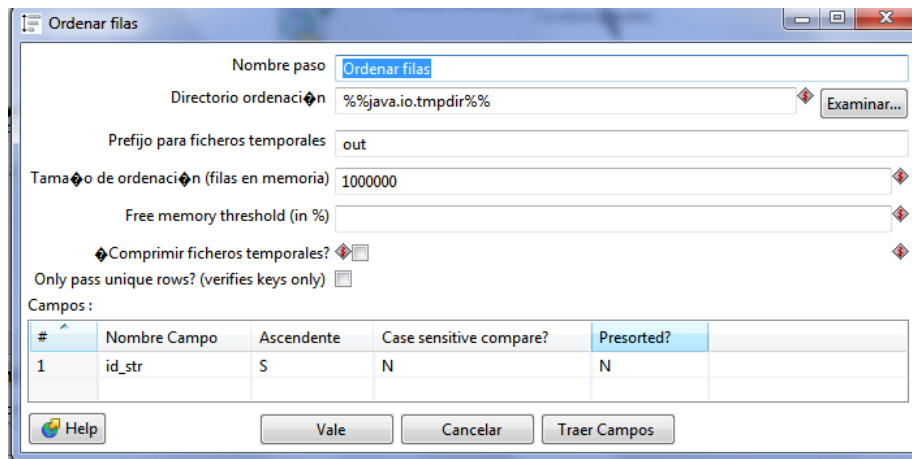 Ordenar filas
Nombre paso Ordenar filas
Directorio ordenaci�n %%java.io.tmpdir%% Examinar...
Prefijo para ficheros temporales out
Tama�o de ordenaci�n (filas en memoria) 1000000
Free memory threshold (in %)
�Comprimir ficheros temporales?
Only pass unique rows? (verifies keys only)
Campos :
# Nombre Campo Ascendente Case sensitive compare? Presorted?
1 id_str S N N
Help Vale Cancelar Traer Campos